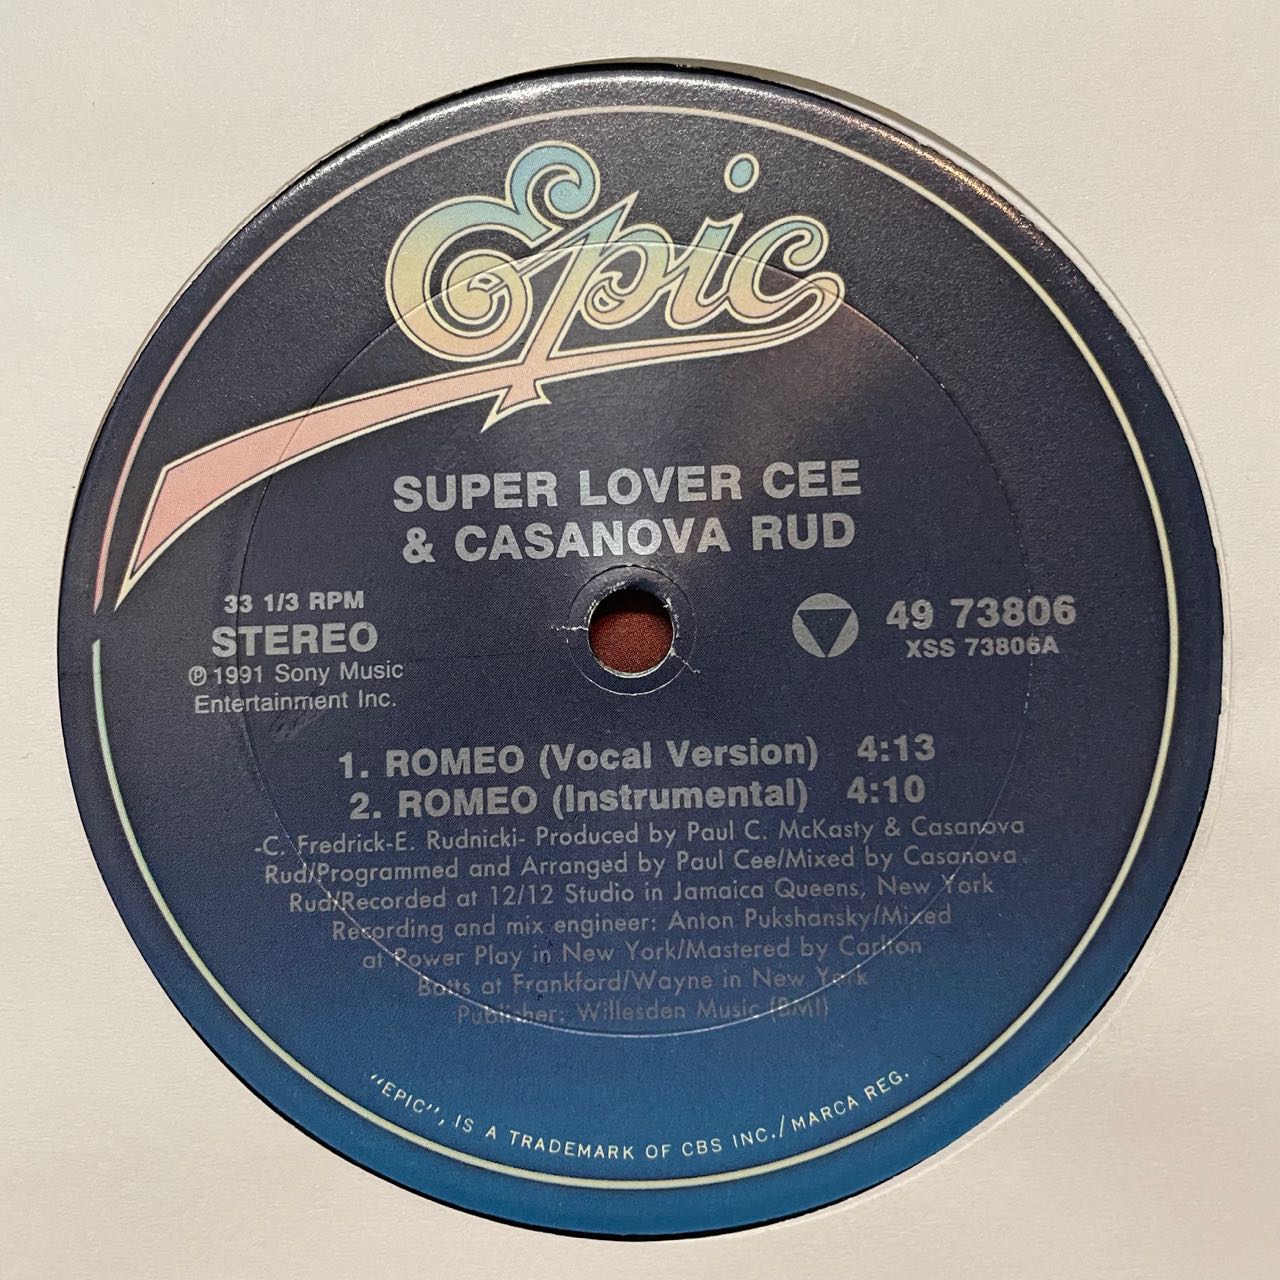 Epic
SUPER LOVER CEE
& CASANOVA RUD
33 1/3 RPM
STEREO
℗ 1991 Sony Music
Entertainment Inc.
49 73806
XSS 73806A
1. ROMEO (Vocal Version) 4:13
2. ROMEO (Instrumental) 4:10
-C. Fredrick-E. Rudnicki- Produced by Paul C. McKasty & Casanova
Rud/Programmed and Arranged by Paul Cee/Mixed by Casanova
Rud/Recorded at 12/12 Studio in Jamaica Queens, New York
Recording and mix engineer: Anton Pukshansky/Mixed
at Power Play in New York/Mastered by Carlton
Batts at Frankford/Wayne in New York
Publisher: Willesden Music (BMI)
"EPIC", IS A TRADEMARK OF CBS INC./MARCA REG.